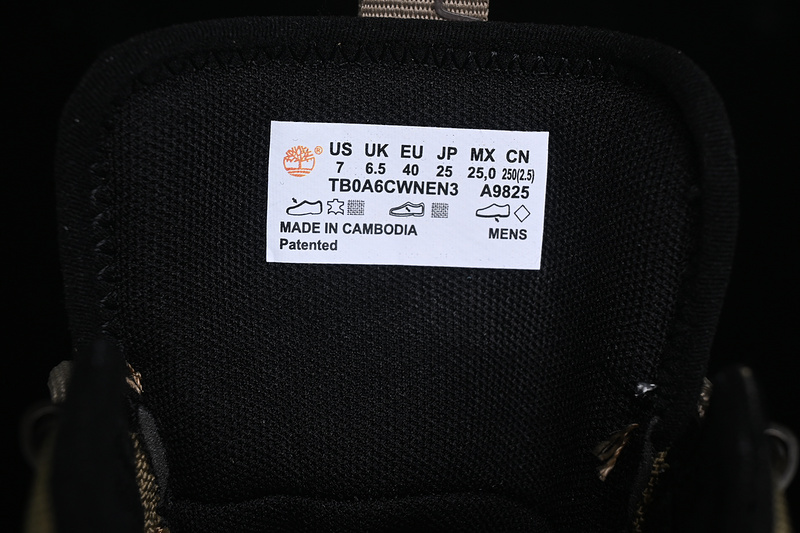 ® US UK EU JP MX CN
7 6.5 40 25 25,0 250(2.5)
TB0A6CWNEN3 A9825
MADE IN CAMBODIA MENS
Patented